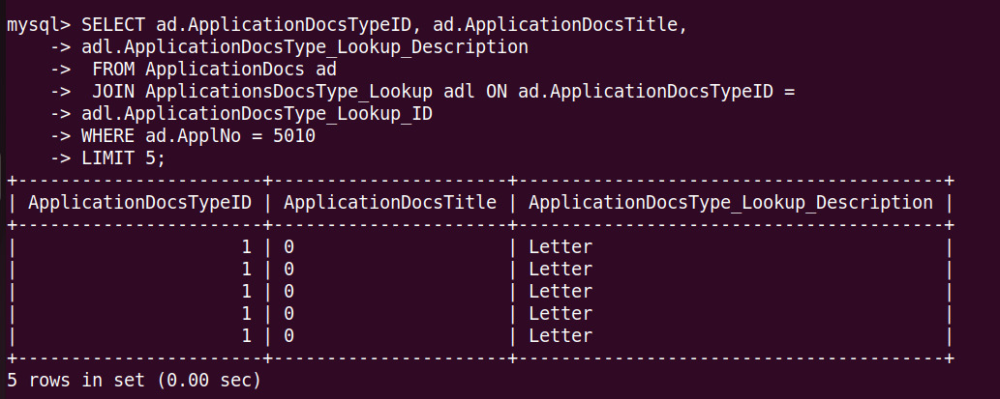 mysql> SELECT ad.ApplicationDocsTypeID, ad.ApplicationDocsTitle,
    -> adl.ApplicationDocsType_Lookup_Description
    ->  FROM ApplicationDocs ad
    ->  JOIN ApplicationsDocsType_Lookup adl ON ad.ApplicationDocsTypeID =
    -> adl.ApplicationDocsType_Lookup_ID
    -> WHERE ad.ApplNo = 5010
    -> LIMIT 5;
+-----------------------+----------------------+----------------------------------------+
| ApplicationDocsTypeID | ApplicationDocsTitle | ApplicationDocsType_Lookup_Description |
+-----------------------+----------------------+----------------------------------------+
|                     1 | 0                    | Letter                                 |
|                     1 | 0                    | Letter                                 |
|                     1 | 0                    | Letter                                 |
|                     1 | 0                    | Letter                                 |
|                     1 | 0                    | Letter                                 |
+-----------------------+----------------------+----------------------------------------+
5 rows in set (0.00 sec)